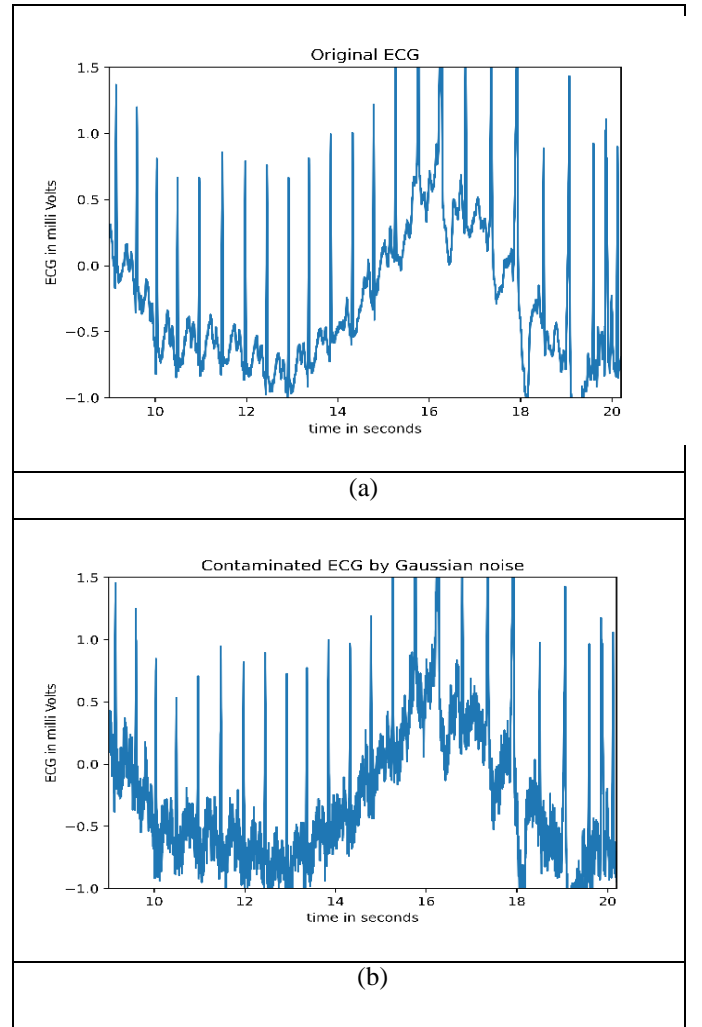 Original ECG
1.5
1.0
0.5
0.0
−0.5
−1.0
ECG in milli Volts
10 12 14 16 18 20
time in seconds
(a)
Contaminated ECG by Gaussian noise
1.5
1.0
0.5
0.0
−0.5
−1.0
ECG in milli Volts
10 12 14 16 18 20
time in seconds
(b)